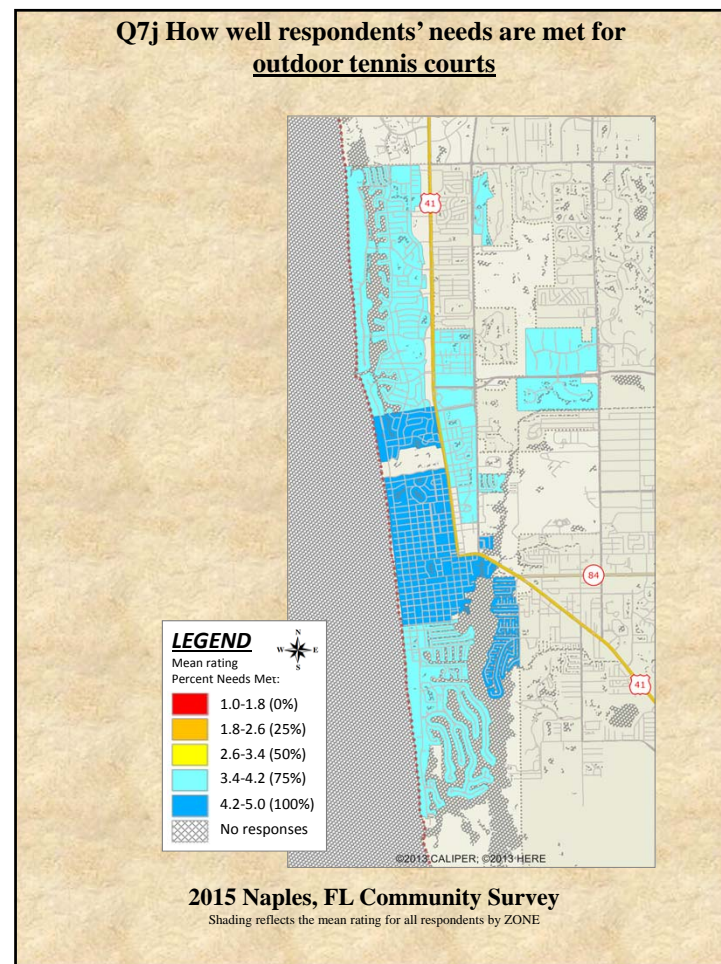 Q7j How well respondents’ needs are met for
outdoor tennis courts
41
84
41
LEGEND
N
W E
S
Mean rating
Percent Needs Met:
1.0-1.8 (0%)
1.8-2.6 (25%)
2.6-3.4 (50%)
3.4-4.2 (75%)
4.2-5.0 (100%)
No responses
©2013 CALIPER; ©2013 HERE
2015 Naples, FL Community Survey
Shading reflects the mean rating for all respondents by ZONE